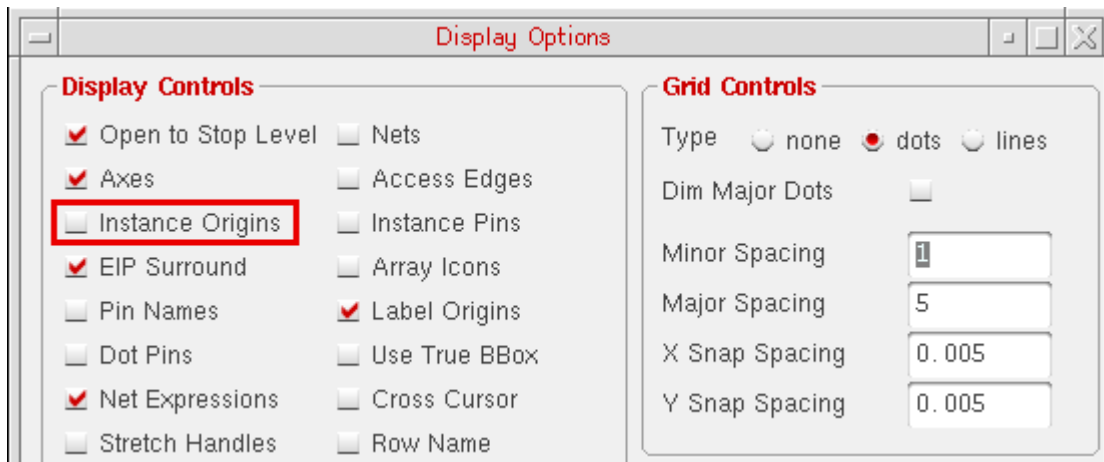 Display Options
Display Controls
Open to Stop Level
Nets
Axes
Access Edges
Instance Origins
Instance Pins
EIP Surround
Array Icons
Pin Names
Label Origins
Dot Pins
Use True BBox
Net Expressions
Cross Cursor
Stretch Handles
Row Name
Grid Controls
Type none dots lines
Dim Major Dots
Minor Spacing 1
Major Spacing 5
X Snap Spacing 0.005
Y Snap Spacing 0.005